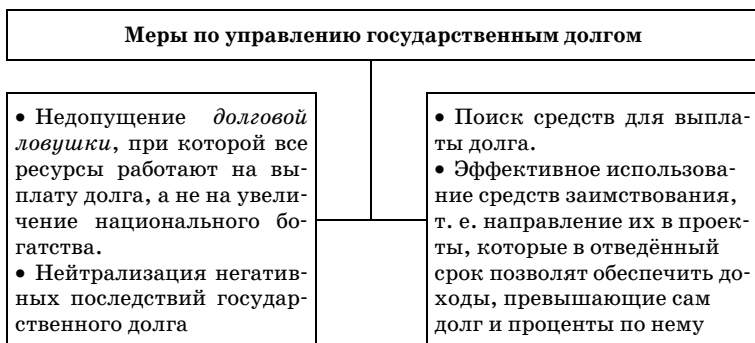 Меры по управлению государственным долгом
• Недопущение долговой
ловушки, при которой все
ресурсы работают на вы-
плату долга, а не на увели-
чение национального бо-
гатства.
• Нейтрализация негатив-
ных последствий государ-
ственного долга
• Поиск средств для выпла-
ты долга.
• Эффективное использова-
ние средств заимствования,
т. е. направление их в проек-
ты, которые в отведённый
срок позволят обеспечить до-
ходы, превышающие сам
долг и проценты по нему